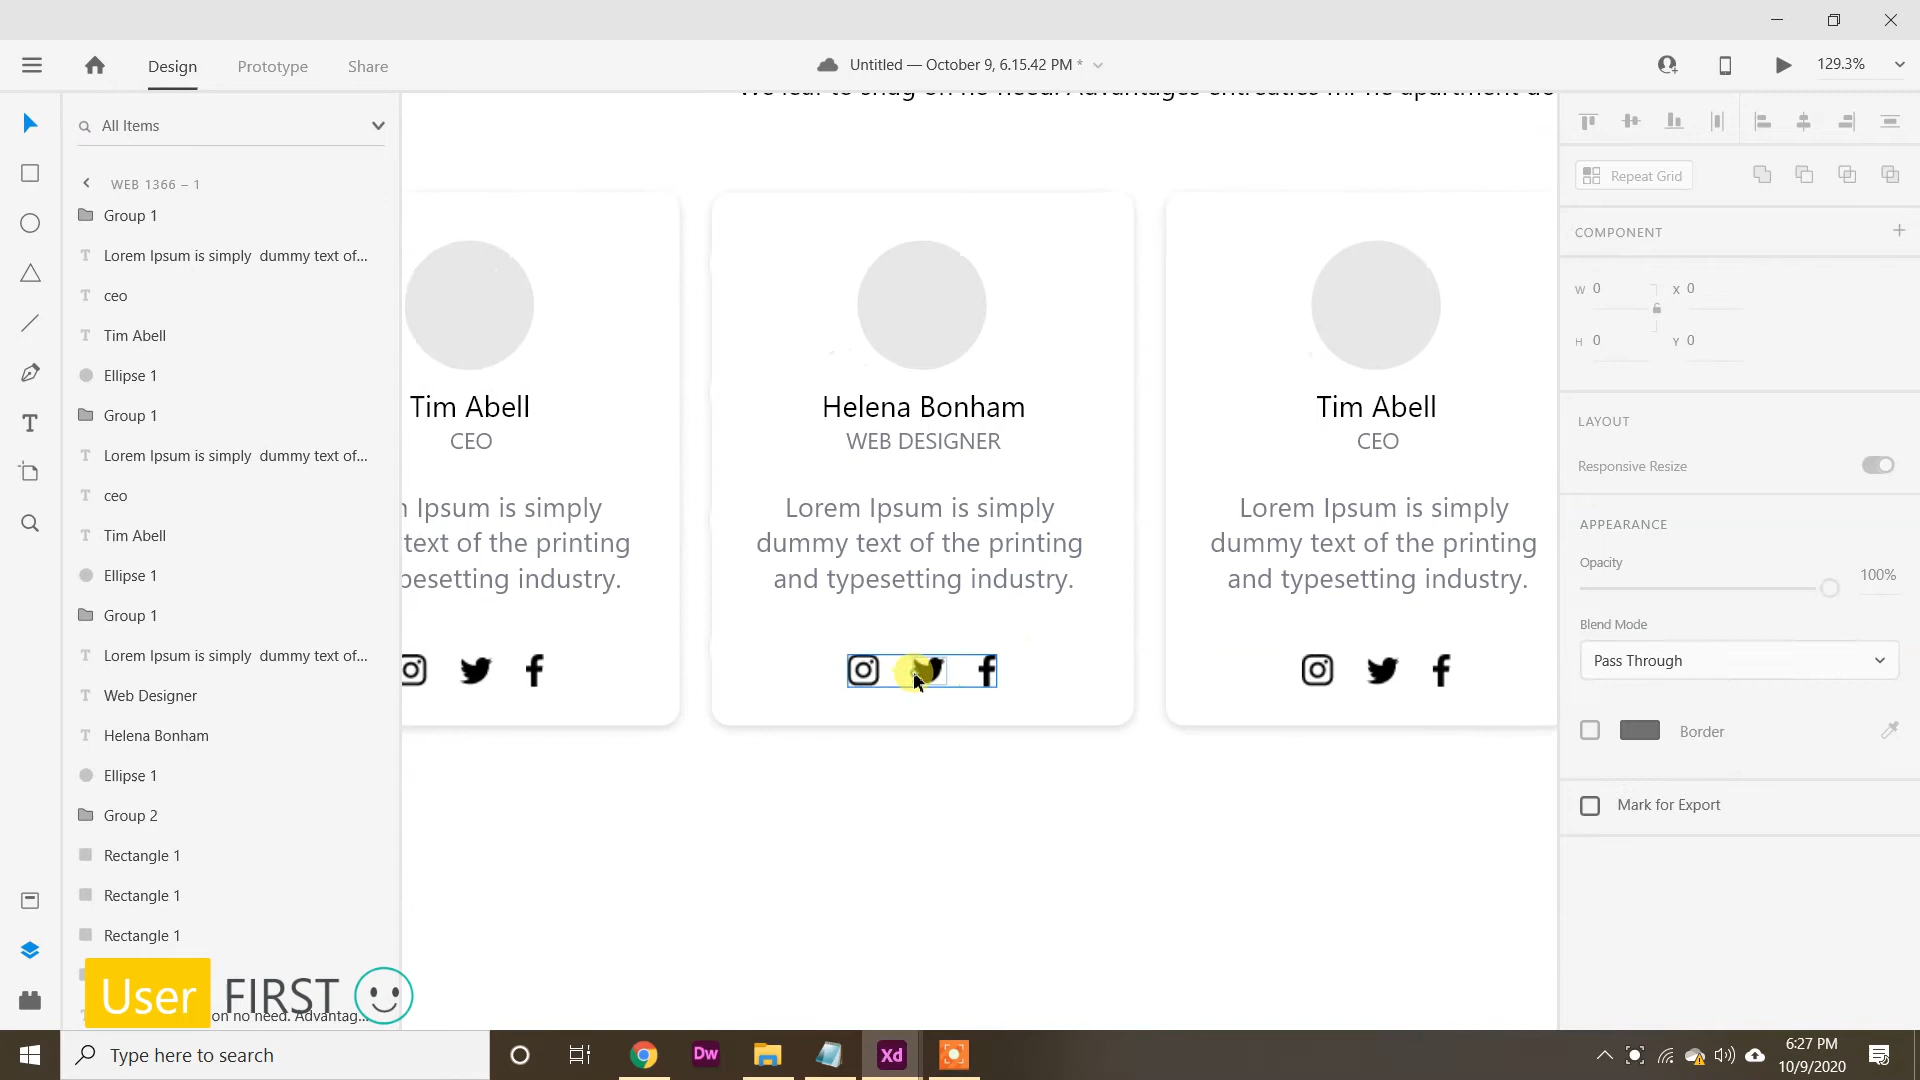 Design
Prototype
Share
Untitled — October 9, 6.15.42 PM *
129.3%
All Items
WEB 1366 – 1
Group 1
Lorem Ipsum is simply dummy text of...
ceo
Tim Abell
Ellipse 1
Group 1
Lorem Ipsum is simply dummy text of...
ceo
Tim Abell
Ellipse 1
Group 1
Lorem Ipsum is simply dummy text of...
Web Designer
Helena Bonham
Ellipse 1
Group 2
Rectangle 1
Rectangle 1
Rectangle 1
on no need. Advantag...
User FIRST
Tim Abell
CEO
Ipsum is simply
text of the printing
pesetting industry.
Helena Bonham
WEB DESIGNER
Lorem Ipsum is simply
dummy text of the printing
and typesetting industry.
Tim Abell
CEO
Lorem Ipsum is simply
dummy text of the printing
and typesetting industry.
Repeat Grid
COMPONENT
W 0
X 0
H 0
Y 0
LAYOUT
Responsive Resize
APPEARANCE
Opacity
100%
Blend Mode
Pass Through
Border
Mark for Export
Type here to search
Dw
Xd
6:27 PM
10/9/2020